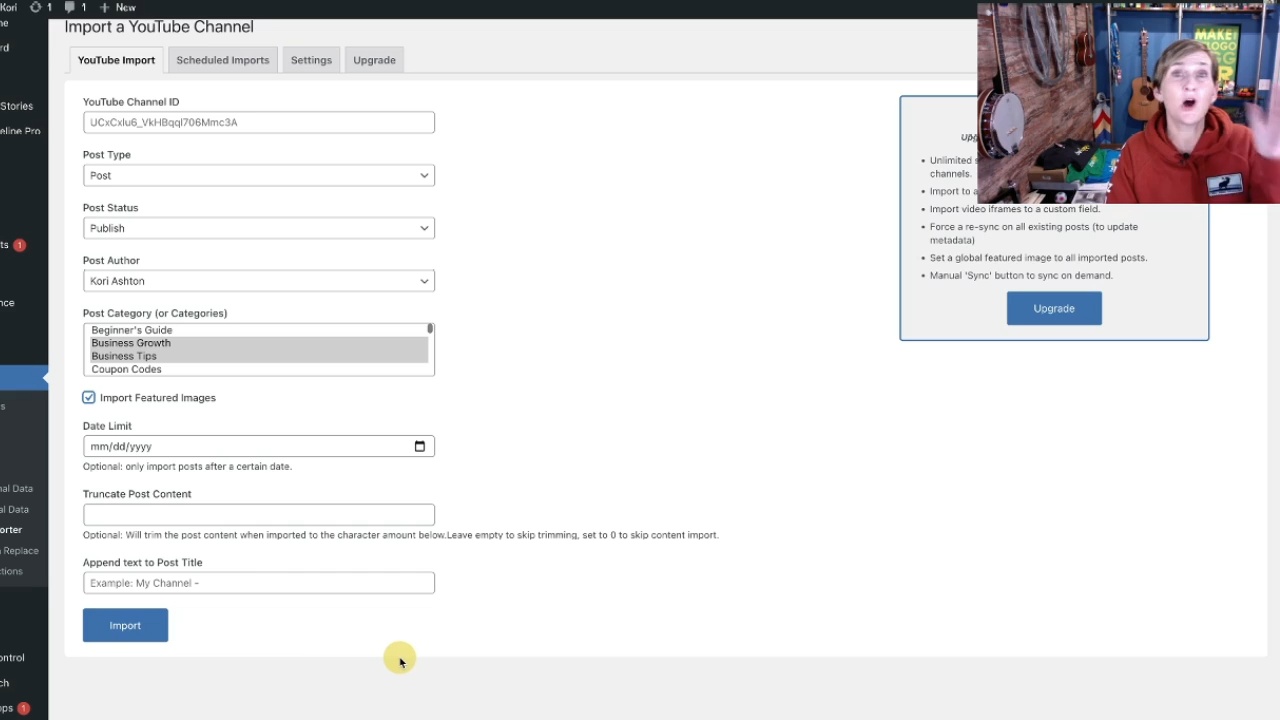 Kori 1 1 + New
Import a YouTube Channel
YouTube Import Scheduled Imports Settings Upgrade
YouTube Channel ID
UCxCxlu6_VkHBqql706Mmc3A
Post Type
Post
Post Status
Publish
Post Author
Kori Ashton
Post Category (or Categories)
Beginner's Guide
Business Growth
Business Tips
Coupon Codes
Import Featured Images
Date Limit
mm/dd/yyyy
Optional: only import posts after a certain date.
Truncate Post Content
Optional: Will trim the post content when imported to the character amount below.Leave empty to skip trimming, set to 0 to skip content import.
Append text to Post Title
Example: My Channel -
Import
Stories
eline Pro
ts 1
nce
s
nal Data
al Data
orter
n Replace
ctions
ontrol
ch
ops 1
Unlimited
channels.
Import to a
Import video iframes to a custom field.
Force a re-sync on all existing posts (to update
metadata)
Set a global featured image to all imported posts.
Manual 'Sync' button to sync on demand.
Upgrade
MAKE
LOGO